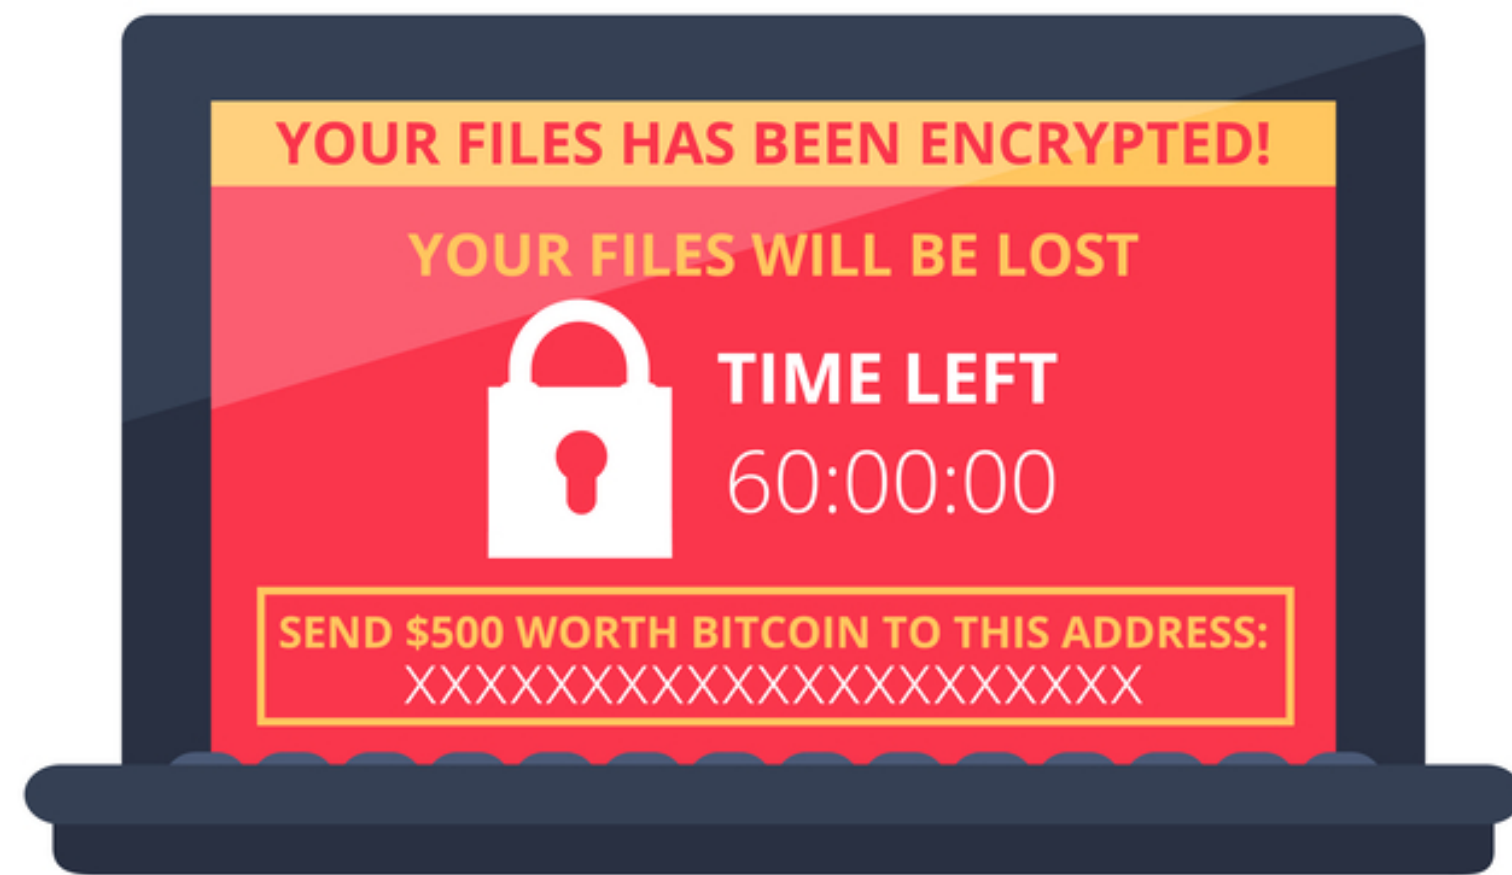 YOUR FILES HAS BEEN ENCRYPTED!
YOUR FILES WILL BE LOST
TIME LEFT
60:00:00
SEND $500 WORTH BITCOIN TO THIS ADDRESS:
XXXXXXXXXXXXXXXXXXXXX